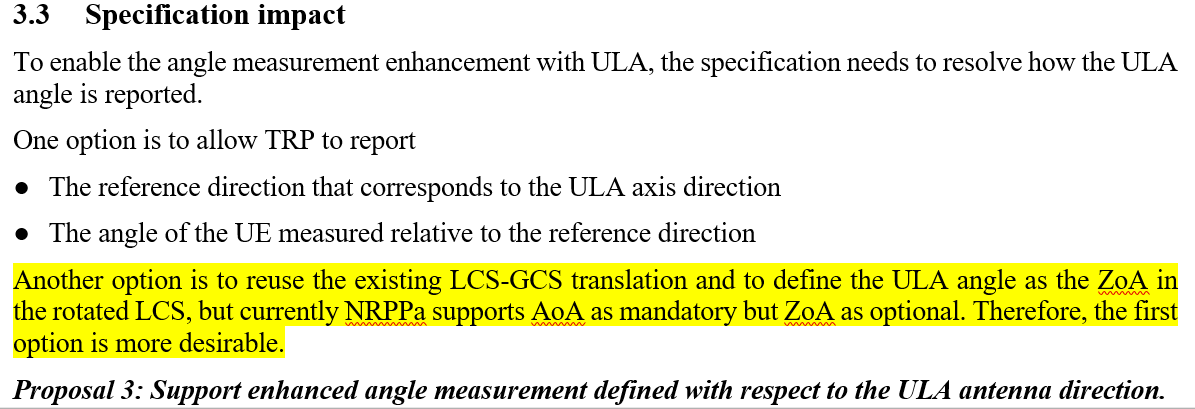 3.3 Specification impact
To enable the angle measurement enhancement with ULA, the specification needs to resolve how the ULA
angle is reported.
One option is to allow TRP to report
● The reference direction that corresponds to the ULA axis direction
● The angle of the UE measured relative to the reference direction
Another option is to reuse the existing LCS-GCS translation and to define the ULA angle as the ZoA in
the rotated LCS, but currently NRPPa supports AoA as mandatory but ZoA as optional. Therefore, the first
option is more desirable.
Proposal 3: Support enhanced angle measurement defined with respect to the ULA antenna direction.